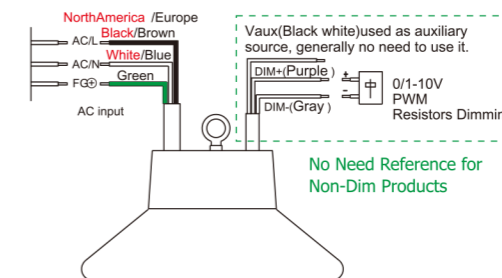 NorthAmerica /Europe
Black/Brown
AC/L
White/Blue
AC/N
Green
FG
AC input
Vaux(Black white)used as auxiliary
source, generally no need to use it.
DIM+(Purple )
+
-
DIM-(Gray )
0/1-10V
PWM
Resistors Dimmin
No Need Reference for
Non-Dim Products